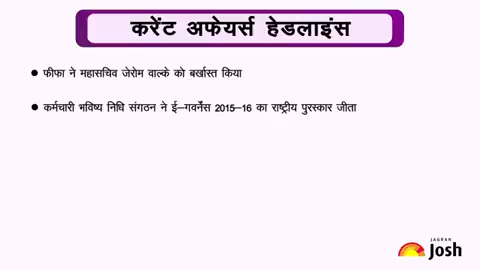 करेंट अफेयर्स हेडलाइंस
● फीफा ने महासचिव जेरोम वाल्के को बर्खास्त किया
● कर्मचारी भविष्य निधि संगठन ने ई–गवर्नेंस 2015–16 का राष्ट्रीय पुरस्कार जीता
JAGRAN
Josh